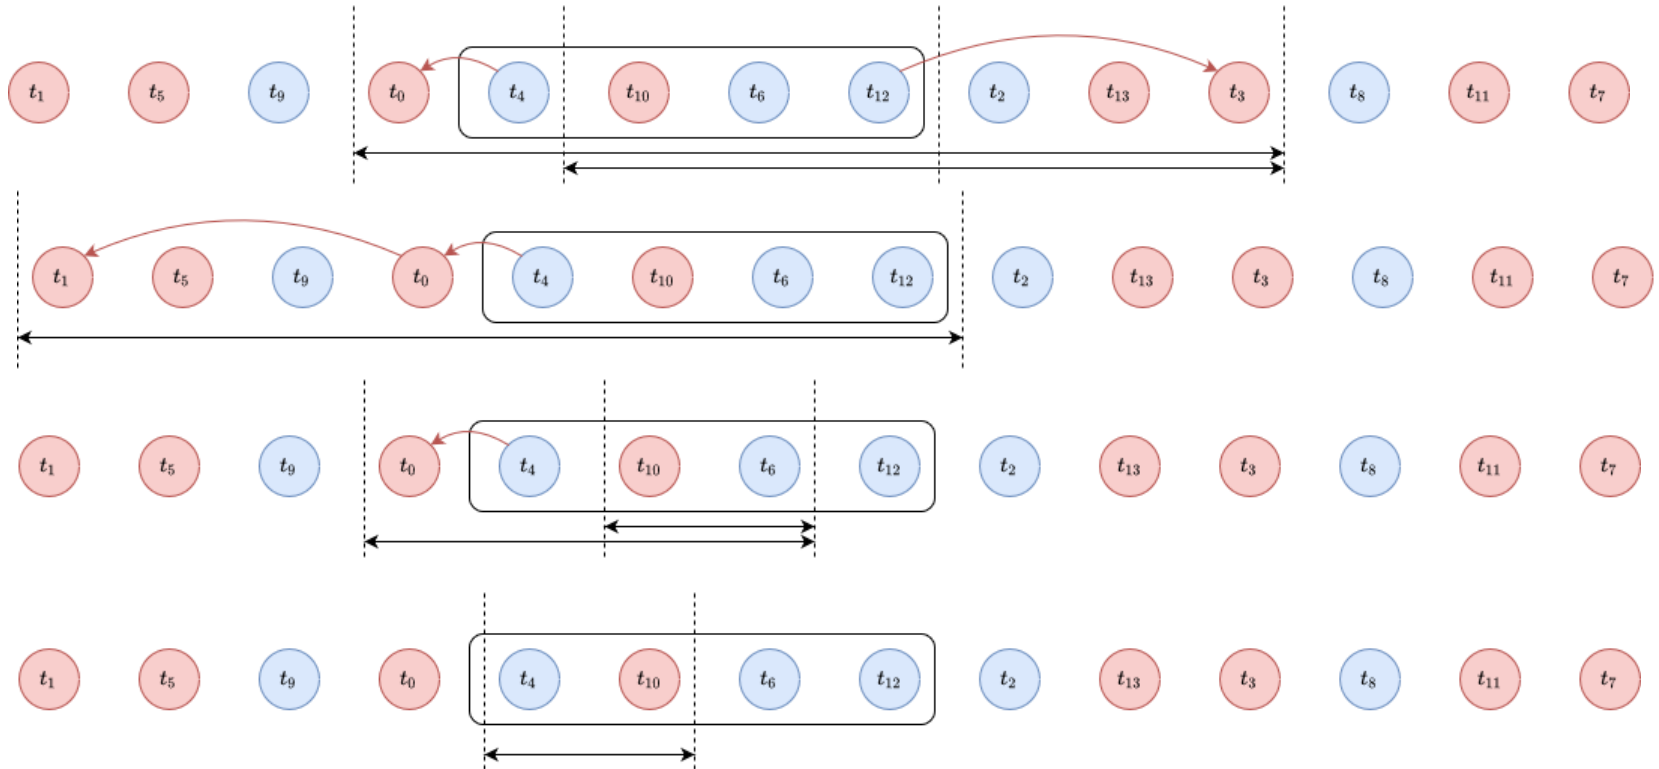 t₁ t₅ t₉ t₀ t₄ t₁₀ t₆ t₁₂ t₂ t₁₃ t₃ t₈ t₁₁ t₇
t₁ t₅ t₉ t₀ t₄ t₁₀ t₆ t₁₂ t₂ t₁₃ t₃ t₈ t₁₁ t₇
t₁ t₅ t₉ t₀ t₄ t₁₀ t₆ t₁₂ t₂ t₁₃ t₃ t₈ t₁₁ t₇
t₁ t₅ t₉ t₀ t₄ t₁₀ t₆ t₁₂ t₂ t₁₃ t₃ t₈ t₁₁ t₇